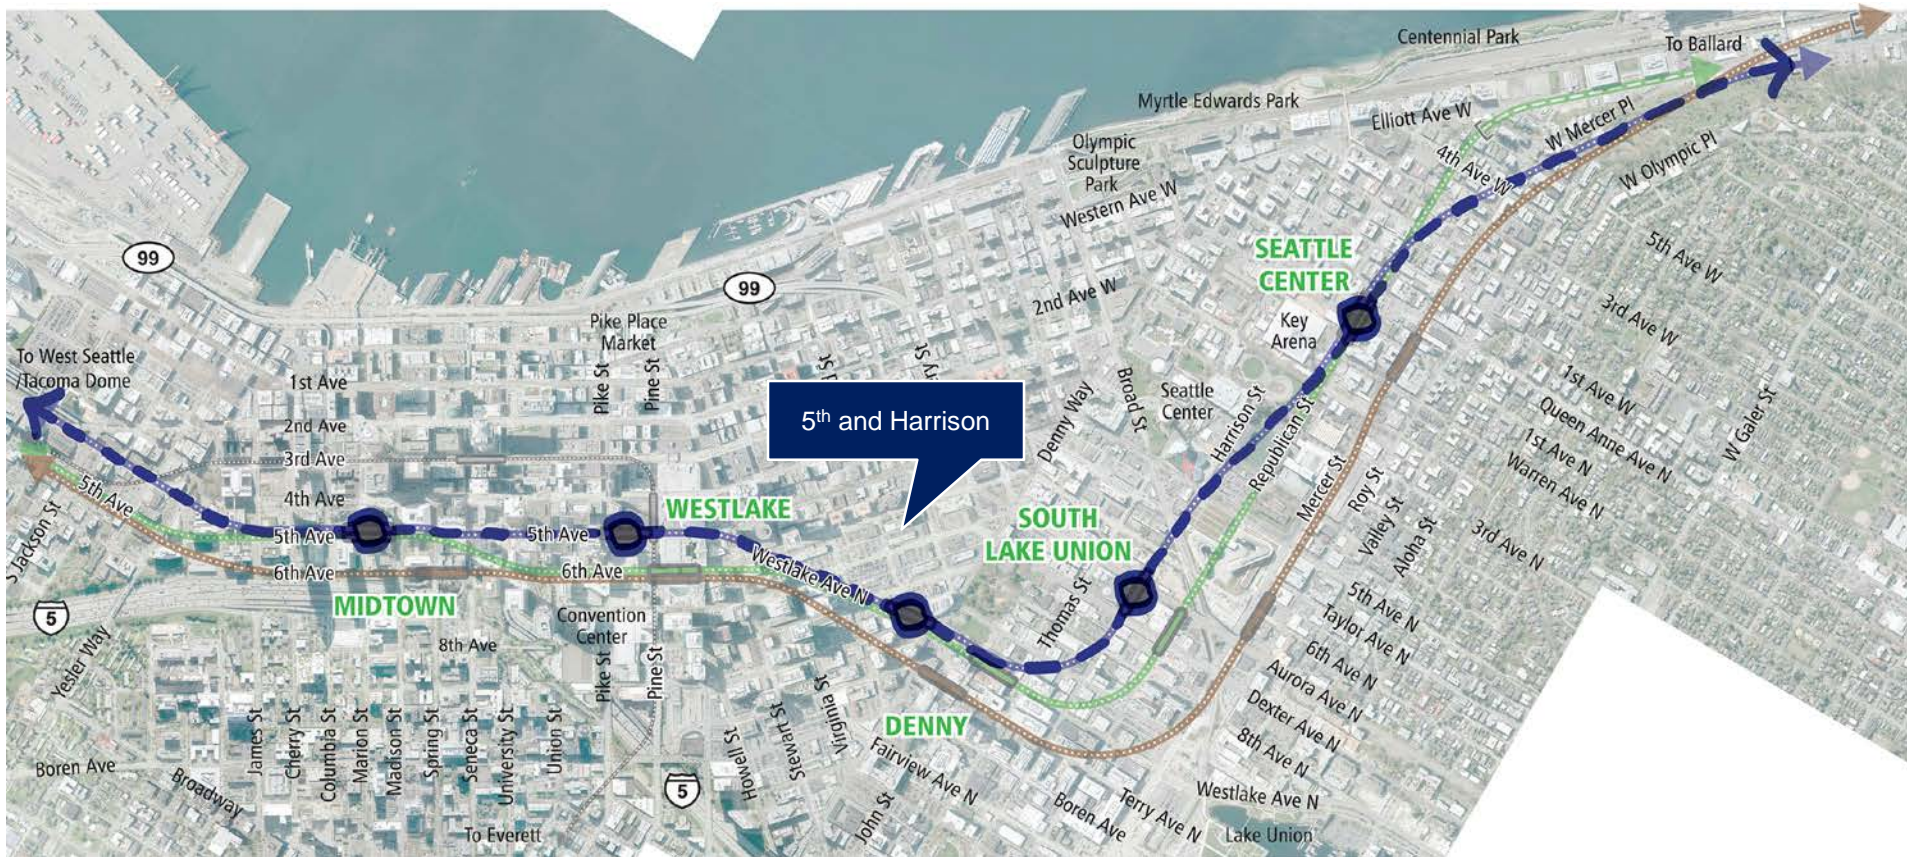 Centennial Park
To Ballard
Myrtle Edwards Park
Elliott Ave W
W Mercer Pl
Olympic
Sculpture
Park
4th Ave W
W Olympic Pl
Western Ave W
SEATTLE
CENTER
5th Ave W
99
99
2nd Ave W
3rd Ave W
Key
Arena
Pike Place
Market
To West Seattle
/Tacoma Dome
1st Ave
Pike St
Pine St
Denny Way
Broad St
Seattle
Center
Harrison St
Republican St
1st Ave W
Queen Anne Ave N
1st Ave N
Warren Ave N
W Galer St
5th and Harrison
2nd Ave
3rd Ave
4th Ave
5th Ave
S Jackson St
5th Ave
5th Ave
WESTLAKE
SOUTH
LAKE UNION
Mercer St
Roy St
Valley St
Aloha St
3rd Ave N
6th Ave
6th Ave
Westlake Ave N
MIDTOWN
5
Convention
Center
Thomas St
5th Ave N
Taylor Ave N
6th Ave N
Aurora Ave N
Dexter Ave N
8th Ave N
Yesler Way
8th Ave
Pike St
Pine St
DENNY
James St
Cherry St
Columbia St
Marion St
Madison St
Spring St
Seneca St
University St
Union St
Howell St
Stewart St
Virginia St
Fairview Ave N
Boren Ave
Broadway
5
John St
Boren Ave
Terry Ave N
Westlake Ave N
To Everett
Lake Union